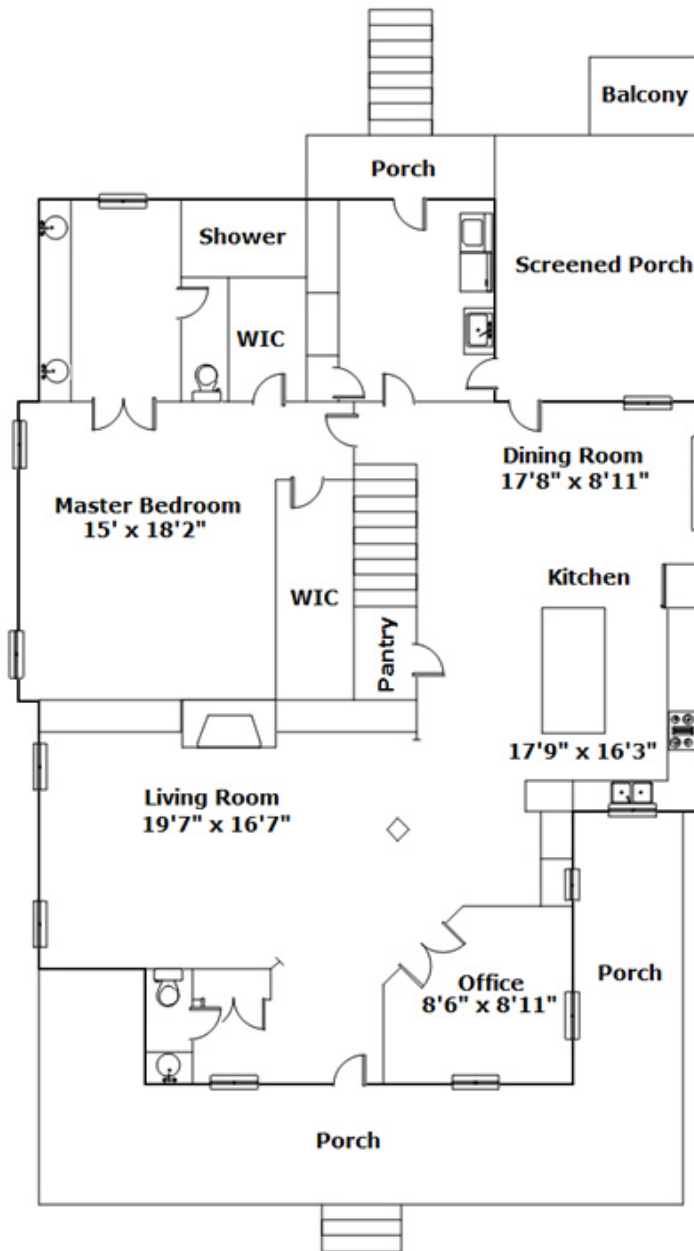 Balcony
Porch
Shower
Screened Porch
WIC
Dining Room
17'8" x 8'11"
Master Bedroom
15' x 18'2"
Kitchen
WIC
Pantry
17'9" x 16'3"
Living Room
19'7" x 16'7"
Porch
Office
8'6" x 8'11"
Porch